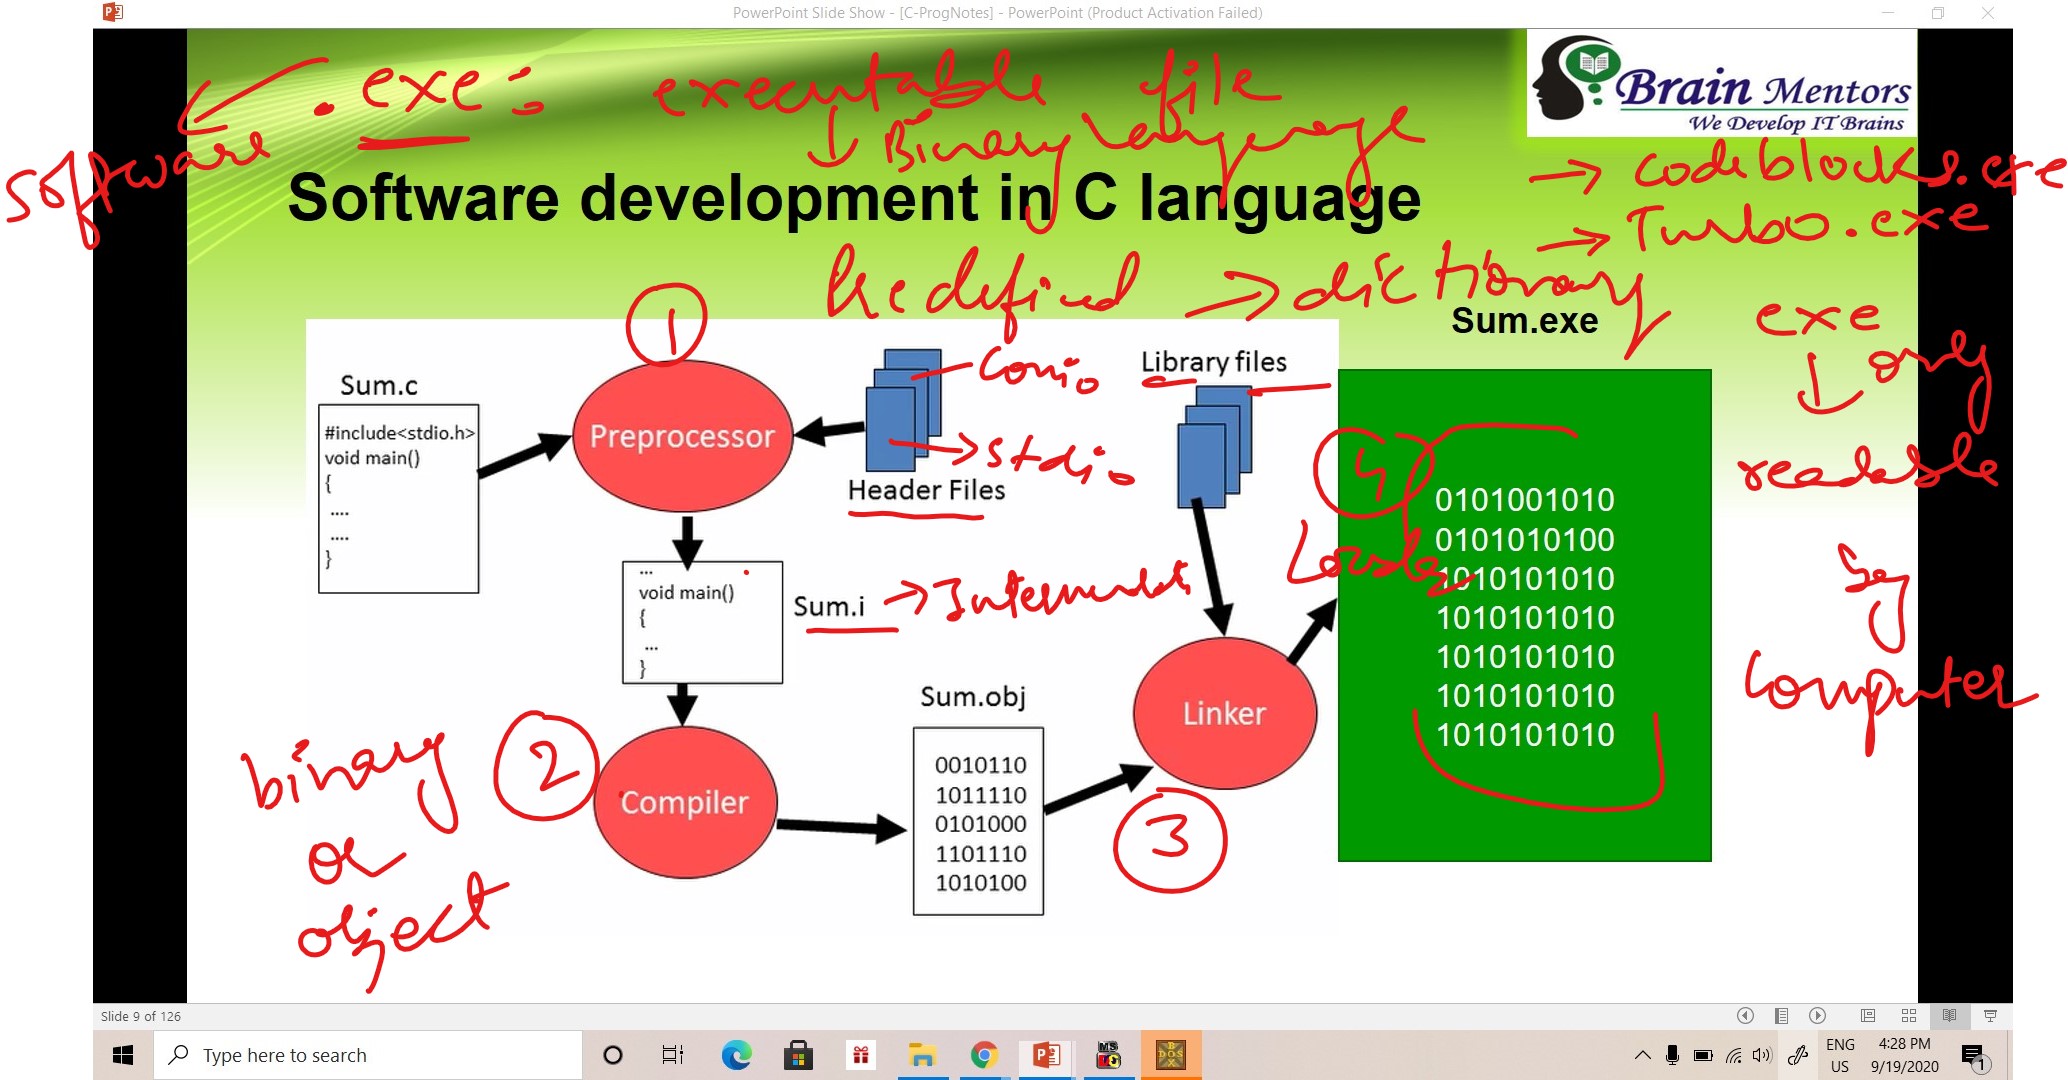 PowerPoint Slide Show - [C-ProgNotes] - PowerPoint (Product Activation Failed)
.exe: executable file
software
Binary language
Brain Mentors
We Develop IT Brains
→ codeblocks.exe
→ Turbo.exe
Software development in C language
Predefined → dictionary
Sum.exe
exe
only
readable
by
Computer
1
Sum.c
#include<stdio.h>
void main()
{
....
....
}
Preprocessor
Conio
stdio
Header Files
Library files
4
Loader
...
void main()
{
...
}
Sum.i
2
Compiler
binary
or
object
Sum.obj
0010110
1011110
0101000
1101110
1010100
Linker
3
0101001010
0101010100
1010101010
1010101010
1010101010
1010101010
1010101010
Slide 9 of 126
Type here to search
ENG
US
4:28 PM
9/19/2020
1